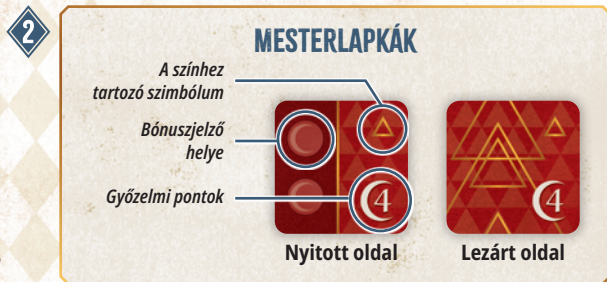 2
MESTERLAPKÁK
A színhez
tartozó szimbólum
Bónuszjelző
helye
Győzelmi pontok
4
4
Nyitott oldal
Lezárt oldal